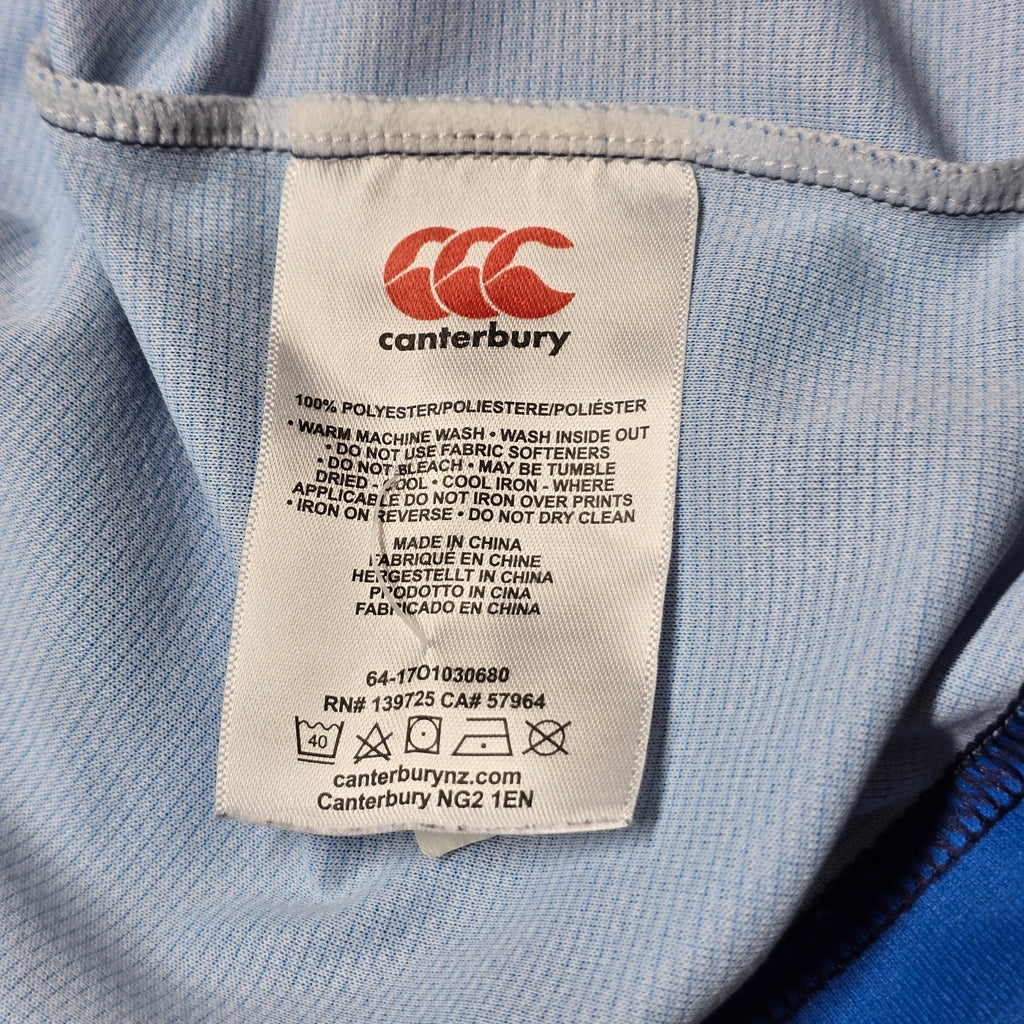 canterbury
100% POLYESTER/POLIESTERE/POLIÉSTER
• WARM MACHINE WASH • WASH INSIDE OUT
• DO NOT USE FABRIC SOFTENERS
• DO NOT BLEACH • MAY BE TUMBLE
DRIED - COOL • COOL IRON - WHERE
APPLICABLE DO NOT IRON OVER PRINTS
• IRON ON REVERSE • DO NOT DRY CLEAN
MADE IN CHINA
FABRIQUÉ EN CHINE
HERGESTELLT IN CHINA
PRODOTTO IN CINA
FABRICADO EN CHINA
64-17O1030680
RN# 139725 CA# 57964
40
canterburynz.com
Canterbury NG2 1EN